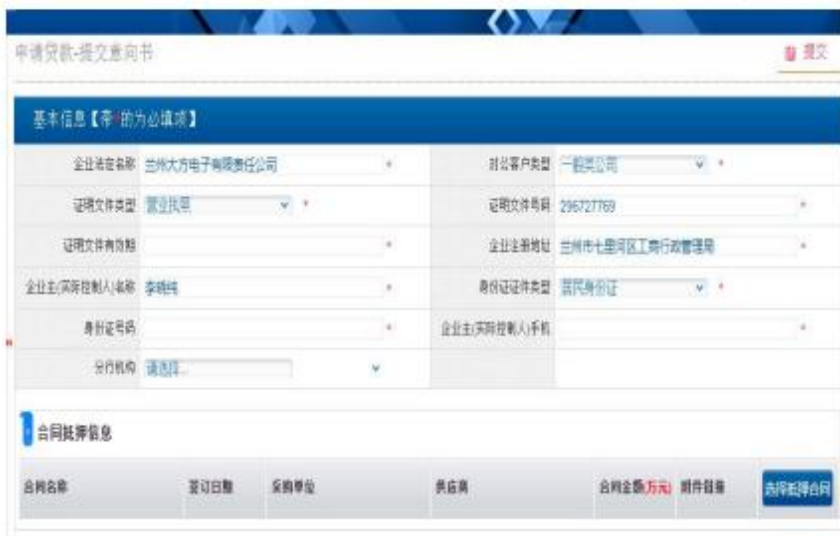 申请贷款-提交意向书
提交
基本信息【带*的为必填项】
企业法定名称 兰州大方电子有限责任公司 * 对公客户类型 一般类公司 *
证明文件类型 营业执照 * 证明文件号码 296727769 *
证明文件有效期 * 企业注册地址 兰州市七里河区工商行政管理局 *
企业主(实际控制人)名称 李晓纯 * 身份证证件类型 居民身份证 *
身份证号码 * 企业主(实际控制人)手机 *
分行机构 请选择...
合同抵押信息
合同名称 签订日期 采购单位 供应商 合同金额(万元) 附件链接 选择抵押合同